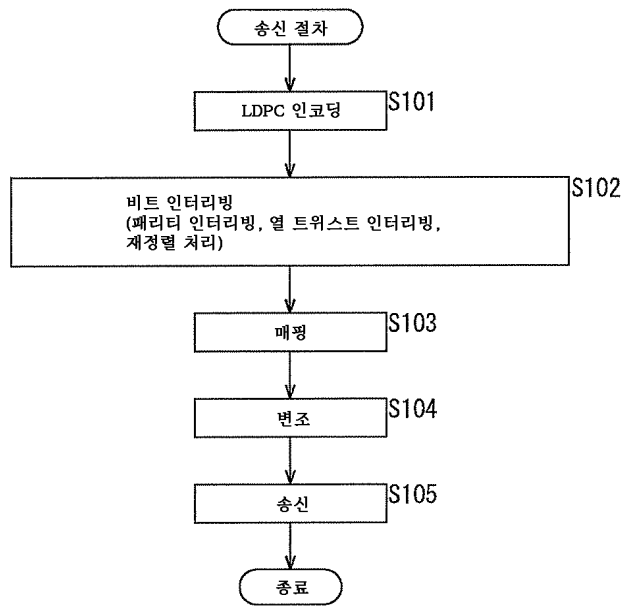 송신 절차
LDPC 인코딩
S101
비트 인터리빙
(패리티 인터리빙, 열 트위스트 인터리빙,
재정렬 처리)
S102
매핑
S103
변조
S104
송신
S105
종료